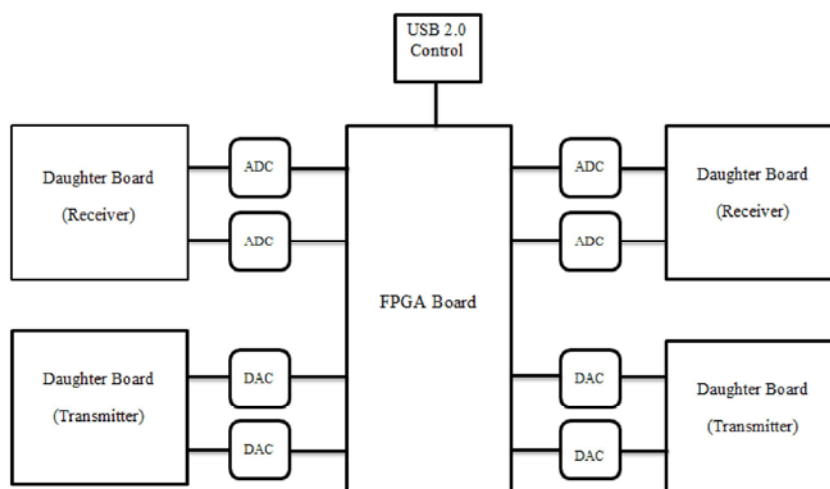 USB 2.0
Control
Daughter Board
(Receiver)
ADC
ADC
FPGA Board
ADC
ADC
Daughter Board
(Receiver)
Daughter Board
(Transmitter)
DAC
DAC
DAC
DAC
Daughter Board
(Transmitter)